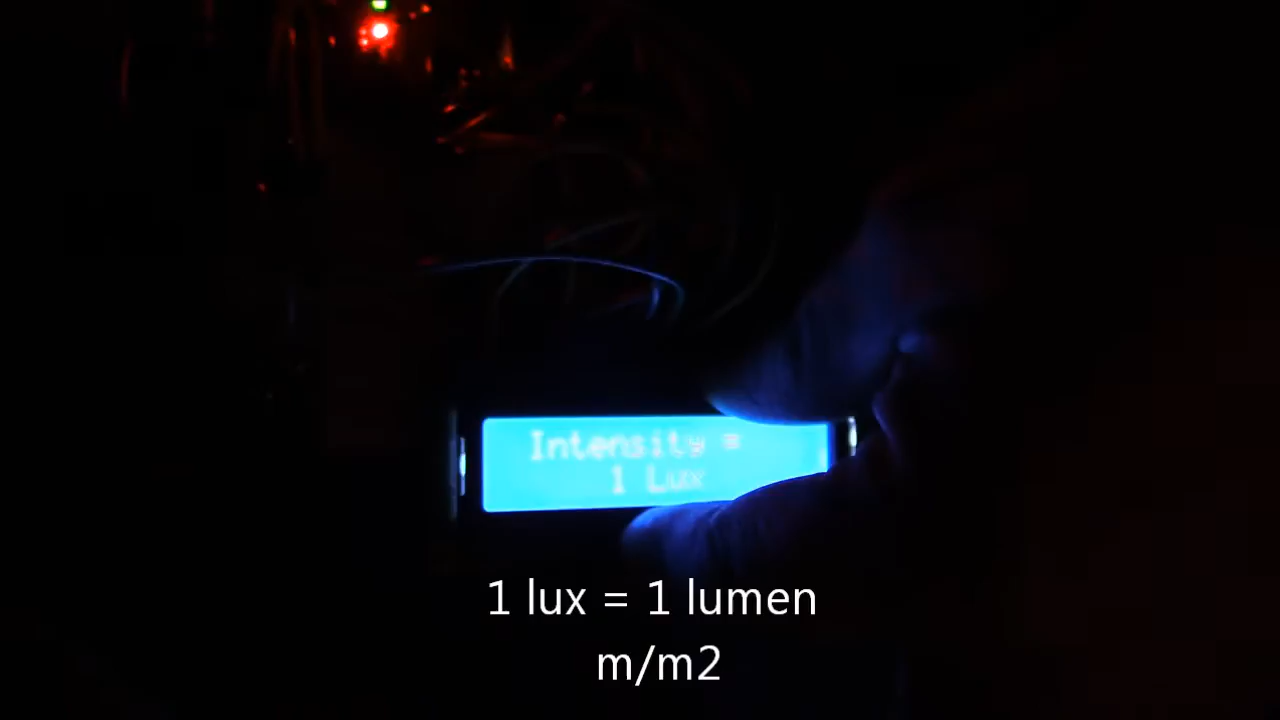 Intensity =
1 Lux
1 lux = 1 lumen
m/m2